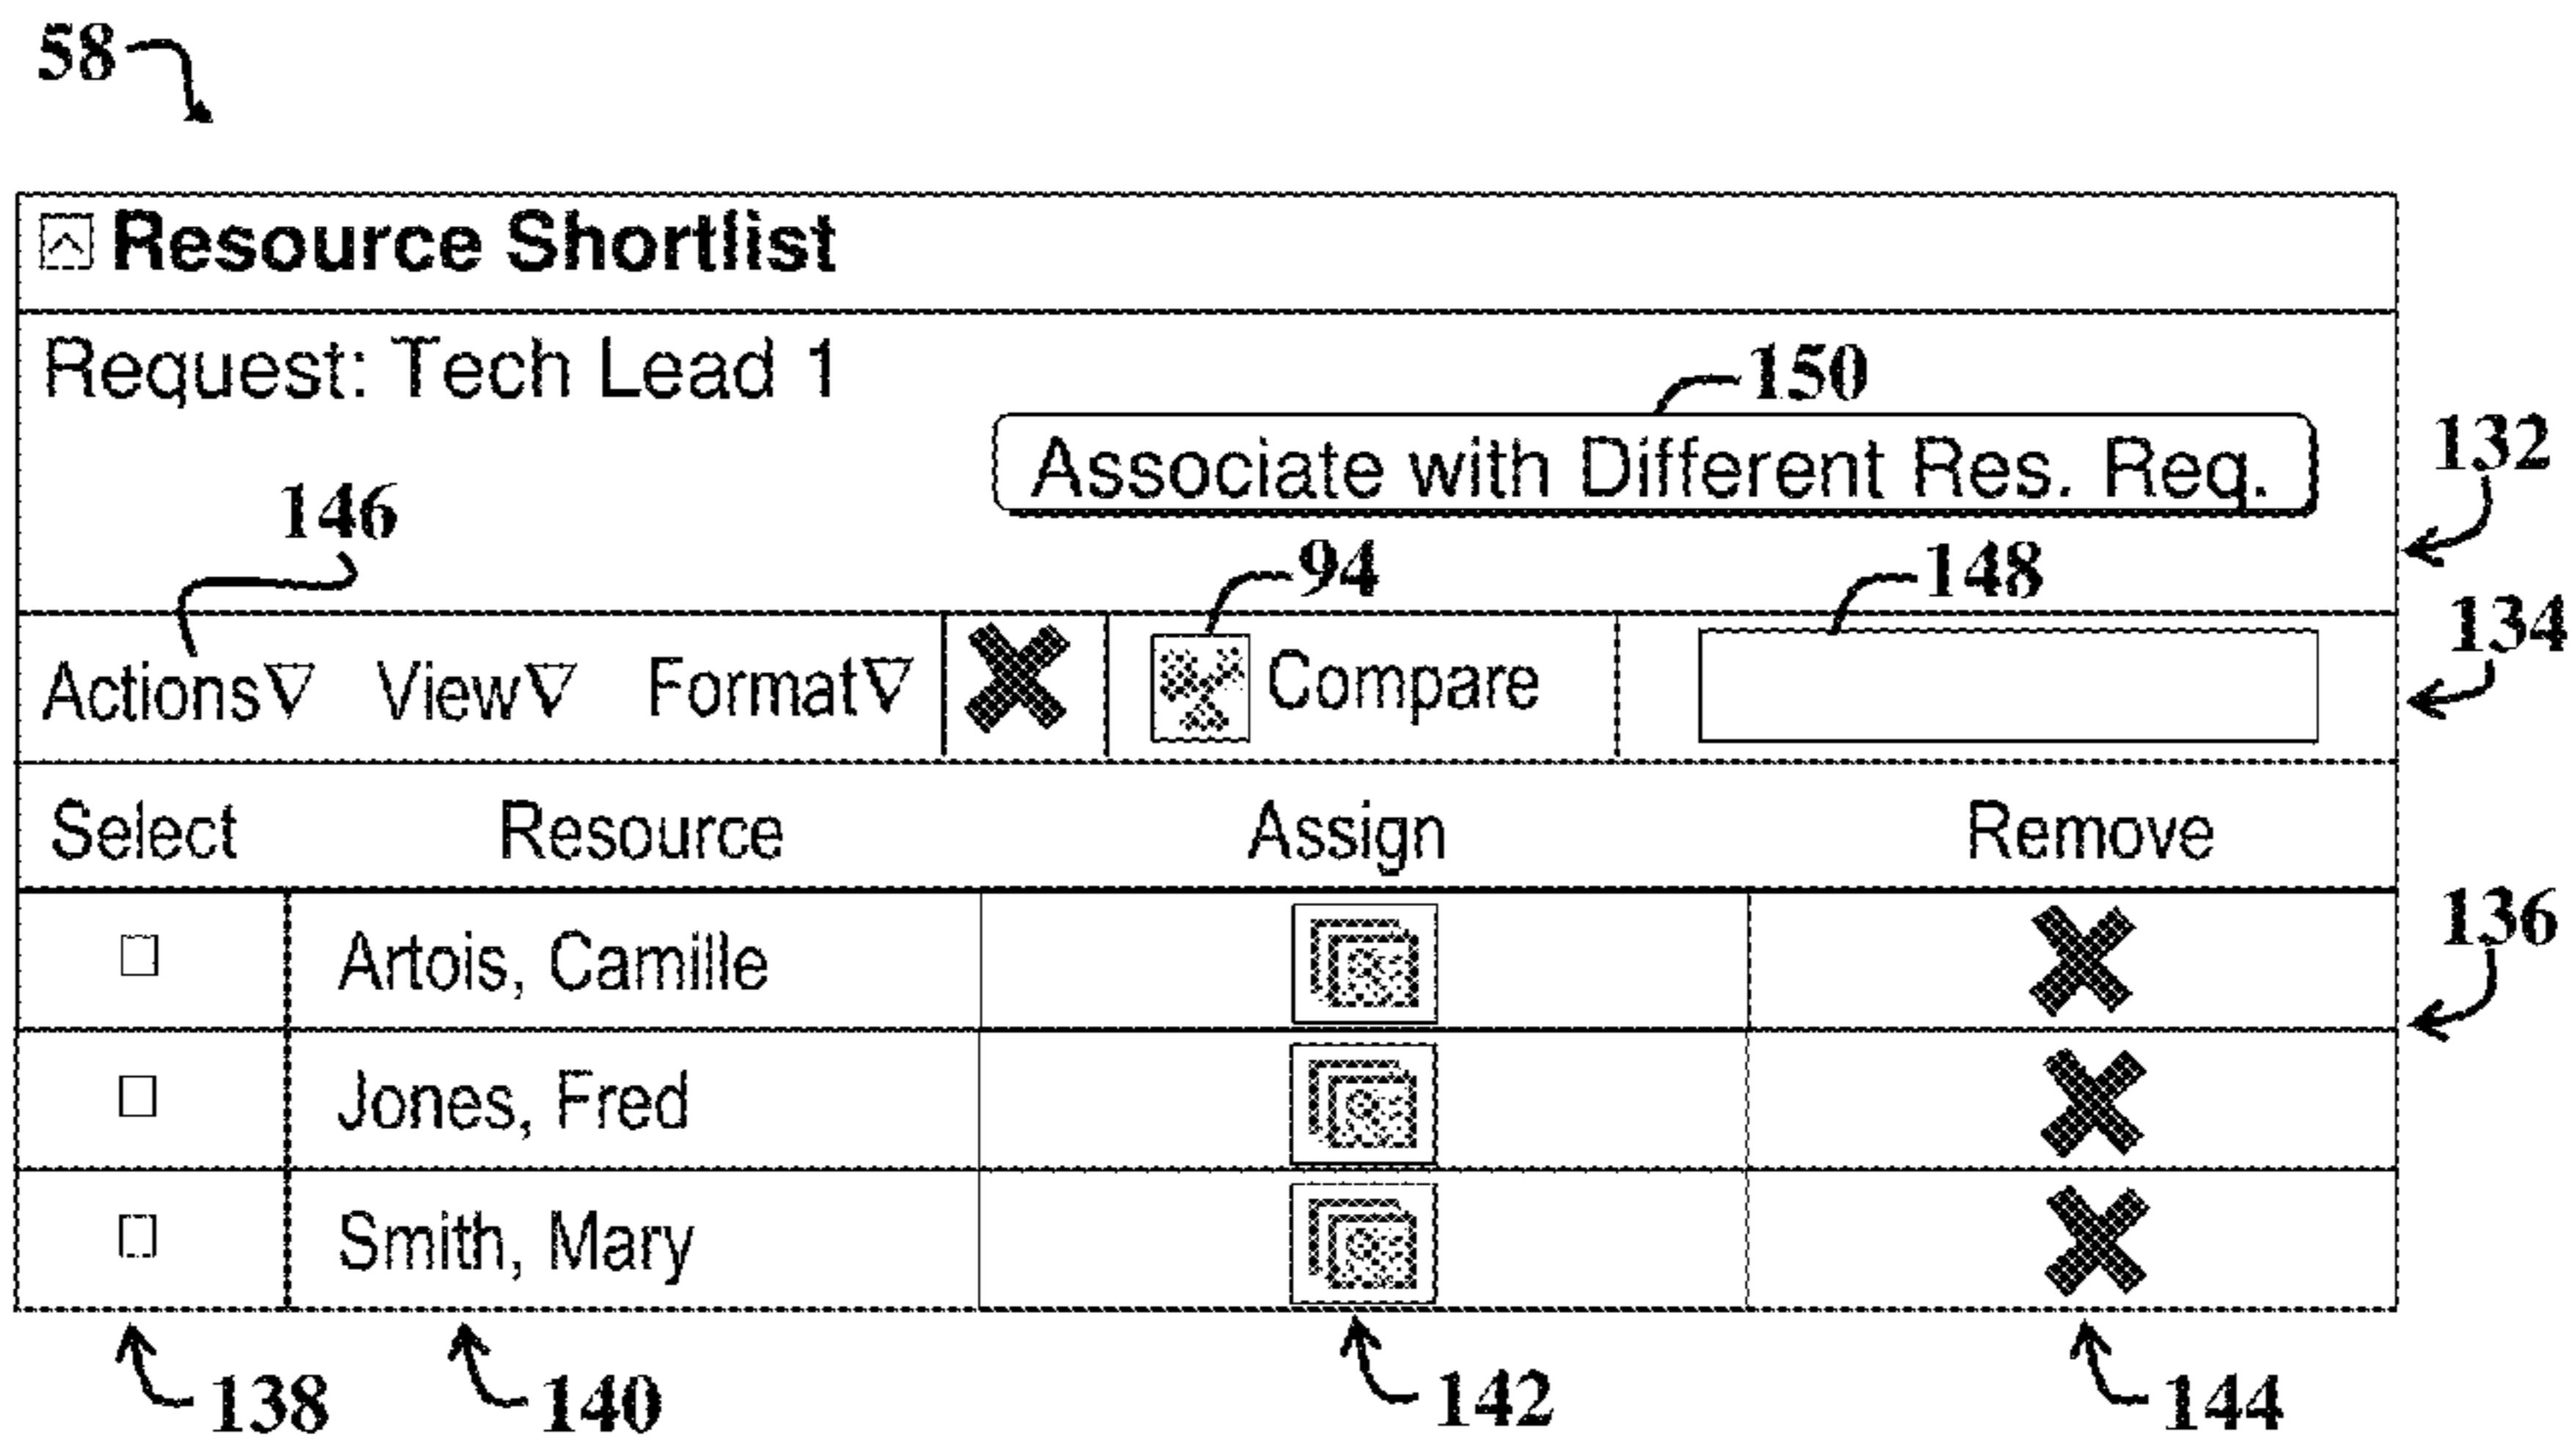 58
Resource Shortlist
Request: Tech Lead 1
150
Associate with Different Res. Req.
132
146
94
148
134
Actions View Format Compare
Select Resource Assign Remove
136
Artois, Camille
Jones, Fred
Smith, Mary
138 140 142 144